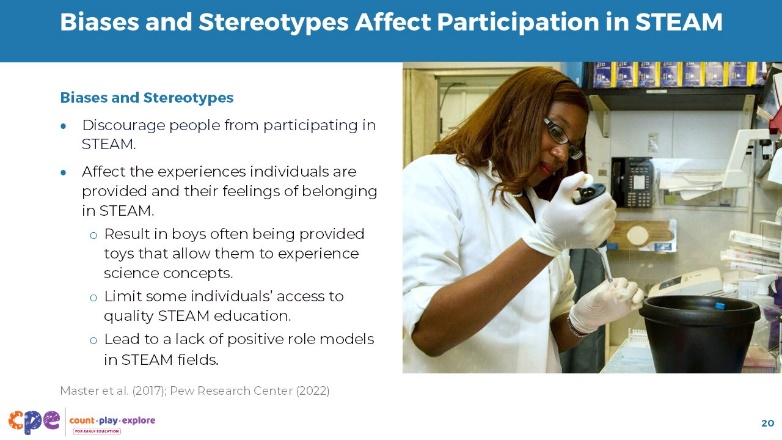 Biases and Stereotypes Affect Participation in STEAM
Biases and Stereotypes
• Discourage people from participating in
STEAM.
• Affect the experiences individuals are
provided and their feelings of belonging
in STEAM.
o Result in boys often being provided
toys that allow them to experience
science concepts.
o Limit some individuals’ access to
quality STEAM education.
o Lead to a lack of positive role models
in STEAM fields.
Master et al. (2017); Pew Research Center (2022)
cpe
count·play·explore
FOR EARLY EDUCATION
20